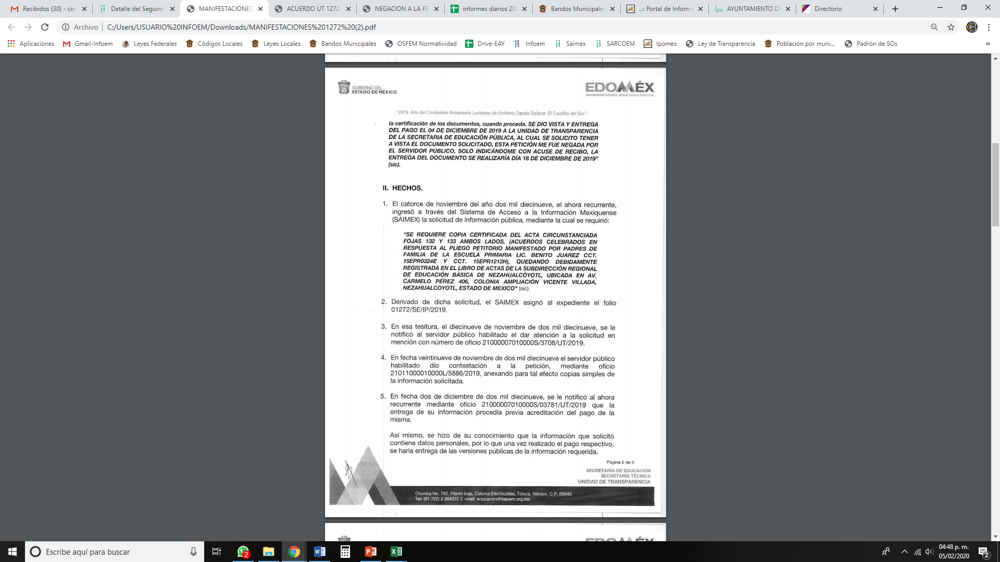 Recibidos (30) - ces
Detalle del Seguimi
MANIFESTACIONES
ACUERDO UT 1272
NEGACION A LA PE
informes diarios 201
Bandos Municipales
..:: Portal de Informa
AYUNTAMIENTO DE
Directorio
Archivo
C:/Users/USUARIO%20INFOEM/Downloads/MANIFESTACIONES%201272%20(2).pdf
Aplicaciones
Gmail-Infoem
Leyes Federales
Códigos Locales
Leyes Locales
Bandos Municipales
OSFEM Normatividad
Drive-EAY
Infoem
Saimex
SARCOEM
Ipomex
Ley de Transparencia
Población por muni...
Padrón de SOs
»
GOBIERNO DEL
ESTADO DE MÉXICO
EDOMÉX
DECISIONES FIRMES, RESULTADOS FUERTES.
"2019. Año del Centésimo Aniversario Luctuoso de Emiliano Zapata Salazar. El Caudillo del Sur."
la certificación de los documentos, cuando proceda. SE DIO VISTA Y ENTREGA
DEL PAGO EL 04 DE DICIEMBRE DE 2019 A LA UNIDAD DE TRANSPARENCIA
DE LA SECRETARIA DE EDUCACIÓN PÚBLICA, AL CUAL SE SOLICITO TENER
A VISTA EL DOCUMENTO SOLICITADO, ESTA PETICIÓN ME FUE NEGADA POR
EL SERVIDOR PÚBLICO, SOLO INDICÁNDOME CON ACUSE DE RECIBO, LA
ENTREGA DEL DOCUMENTO SE REALIZARÍA DÍA 18 DE DICIEMBRE DE 2019"
(sic).
II. HECHOS.
1. El catorce de noviembre del año dos mil diecinueve, el ahora recurrente,
ingresó a través del Sistema de Acceso a la Información Mexiquense
(SAIMEX) la solicitud de información pública, mediante la cual se requirió:
"SE REQUIERE COPIA CERTIFICADA DEL ACTA CIRCUNSTANCIADA
FOJAS 132 Y 133 AMBOS LADOS, (ACUERDOS CELEBRADOS EN
RESPUESTA AL PLIEGO PETITORIO MANIFESTADO POR PADRES DE
FAMILIA DE LA ESCUELA PRIMARIA LIC. BENITO JUAREZ CCT.
15EPR0324E Y CCT. 15EPR1212H), QUEDANDO DEBIDAMENTE
REGISTRADA EN EL LIBRO DE ACTAS DE LA SUBDIRECCIÓN REGIONAL
DE EDUCACIÓN BÁSICA DE NEZAHUALCÓYOTL, UBICADA EN AV.
CARMELO PÉREZ 406, COLONIA AMPLIACIÓN VICENTE VILLADA,
NEZAHUALCOYOTL, ESTADO DE MEXICO" (sic).
2. Derivado de dicha solicitud, el SAIMEX asignó al expediente el folio
01272/SE/IP/2019.
3. En esa tesitura, el diecinueve de noviembre de dos mil diecinueve, se le
notificó al servidor público habilitado el dar atención a la solicitud en
mención con número de oficio 21000007010000S/3708/UT/2019.
4. En fecha veintinueve de noviembre de dos mil diecinueve el servidor público
habilitado dio contestación a la petición, mediante oficio
21011000010000L/5886/2019, anexando para tal efecto copias simples de
la información solicitada.
5. En fecha dos de diciembre de dos mil diecinueve, se le notificó al ahora
recurrente mediante oficio 21000007010000S/03781/UT/2019 que la
entrega de su información procedía previa acreditación del pago de la
misma.
Así mismo, se hizo de su conocimiento que la información que solicitó
contiene datos personales, por lo que una vez realizado el pago respectivo,
se haría entrega de las versiones públicas de la información requerida.
Página 2 de 6
SECRETARÍA DE EDUCACIÓN
SECRETARÍA TÉCNICA
UNIDAD DE TRANSPARENCIA
Otumba No. 782, Planta baja, Colonia Electricistas, Toluca, México. C.P. 50040
Tel. (01 722) 2 264333 E -mail: educacion@itaipem.org.mx
Escribe aquí para buscar
2
04:48 p. m.
05/02/2020
2